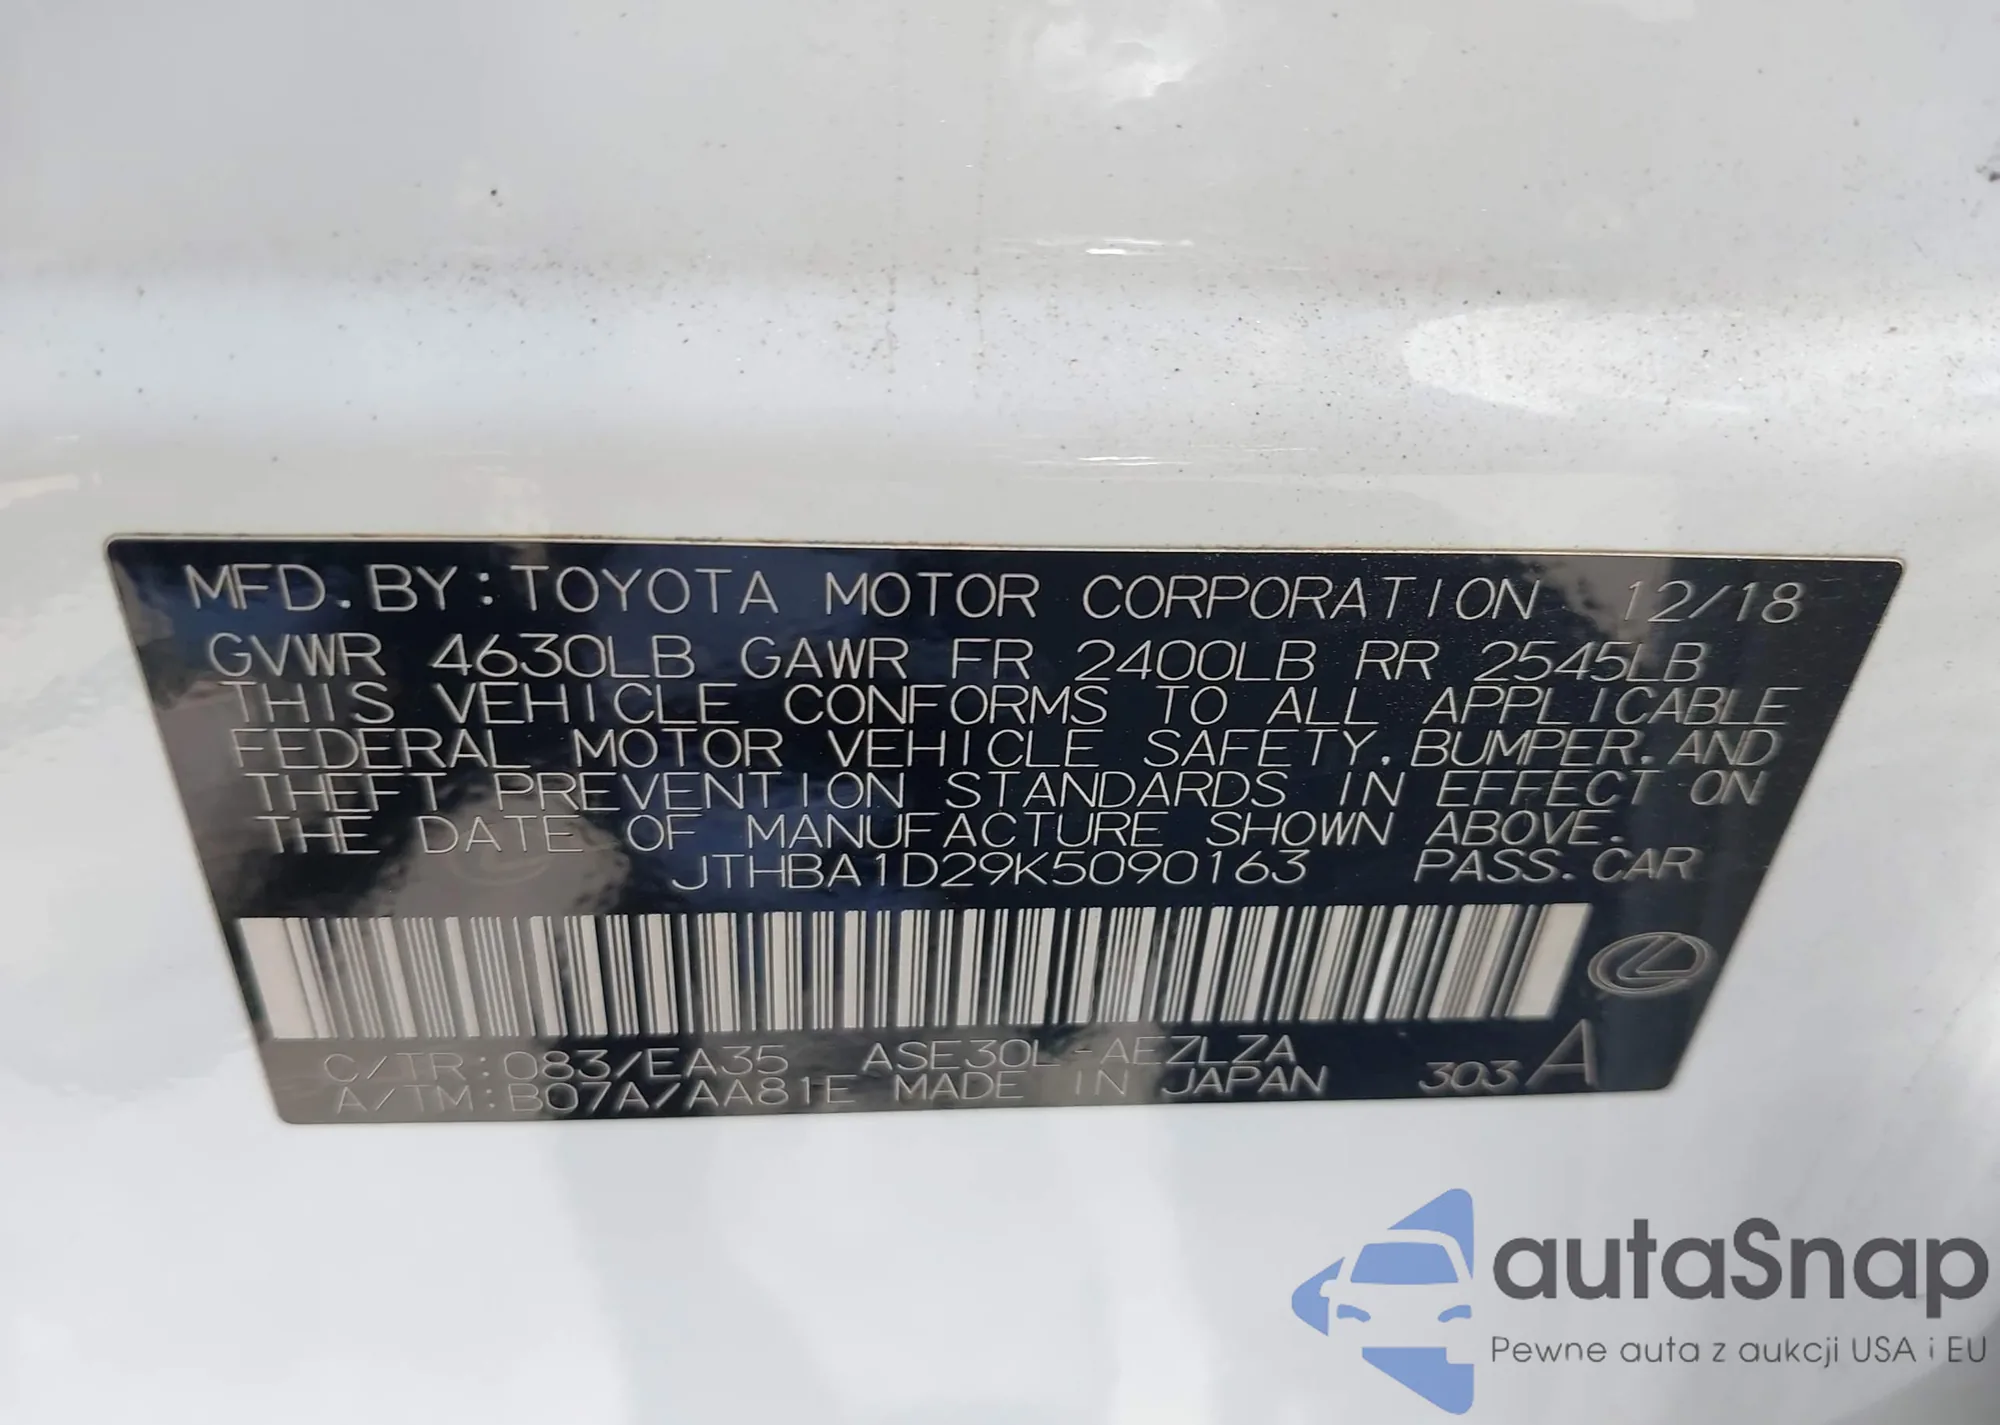 MFD. BY: TOYOTA MOTOR CORPORATION 12/18
GVWR 4630LB GAWR FR 2400LB RR 2545LB
THIS VEHICLE CONFORMS TO ALL APPLICABLE
FEDERAL MOTOR VEHICLE SAFETY, BUMPER, AND
THEFT PREVENTION STANDARDS IN EFFECT ON
THE DATE OF MANUFACTURE SHOWN ABOVE.
JTHBA1D29K5090163 PASS. CAR
C/TR: 083/EA35 ASE30L-AEZLZA
A/TM: B07A/AA81E MADE IN JAPAN 303 A
autaSnap
Pewne auta z aukcji USA i EU